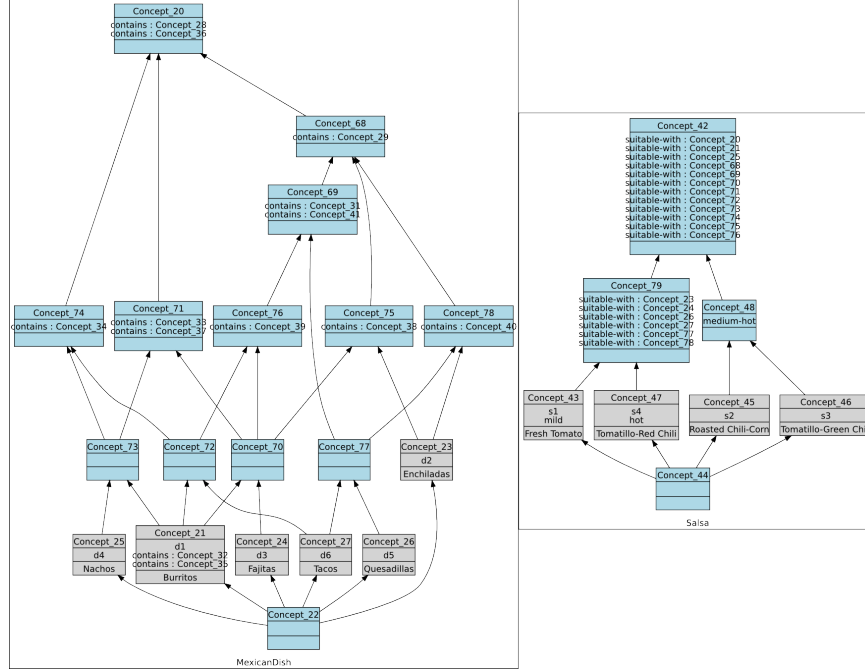 Concept_20
contains : Concept_28
contains : Concept_36
Concept_68
contains : Concept_29
Concept_69
contains : Concept_31
contains : Concept_41
Concept_74
contains : Concept_34
Concept_71
contains : Concept_33
contains : Concept_37
Concept_76
contains : Concept_39
Concept_75
contains : Concept_38
Concept_78
contains : Concept_40
Concept_73
Concept_72
Concept_70
Concept_77
Concept_23
d2
Enchiladas
Concept_25
d4
Nachos
Concept_21
d1
contains : Concept_32
contains : Concept_35
Burritos
Concept_24
d3
Fajitas
Concept_27
d6
Tacos
Concept_26
d5
Quesadillas
Concept_22
MexicanDish
Concept_42
suitable-with : Concept_20
suitable-with : Concept_21
suitable-with : Concept_25
suitable-with : Concept_68
suitable-with : Concept_69
suitable-with : Concept_70
suitable-with : Concept_71
suitable-with : Concept_72
suitable-with : Concept_73
suitable-with : Concept_74
suitable-with : Concept_75
suitable-with : Concept_76
Concept_79
suitable-with : Concept_23
suitable-with : Concept_24
suitable-with : Concept_26
suitable-with : Concept_27
suitable-with : Concept_77
suitable-with : Concept_78
Concept_48
medium-hot
Concept_43
s1
mild
Fresh Tomato
Concept_47
s4
hot
Tomatillo-Red Chili
Concept_45
s2
Roasted Chili-Corn
Concept_46
s3
Tomatillo-Green Chi
Concept_44
Salsa